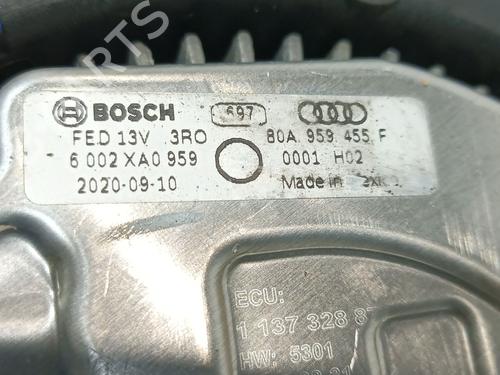 BOSCH 697
FE.D 13V 3RO 80A 959 455 F
6 002 XA0 959 0001 H02
2020-09-10 Made in
ECU:
1 137 328
HW: 5301